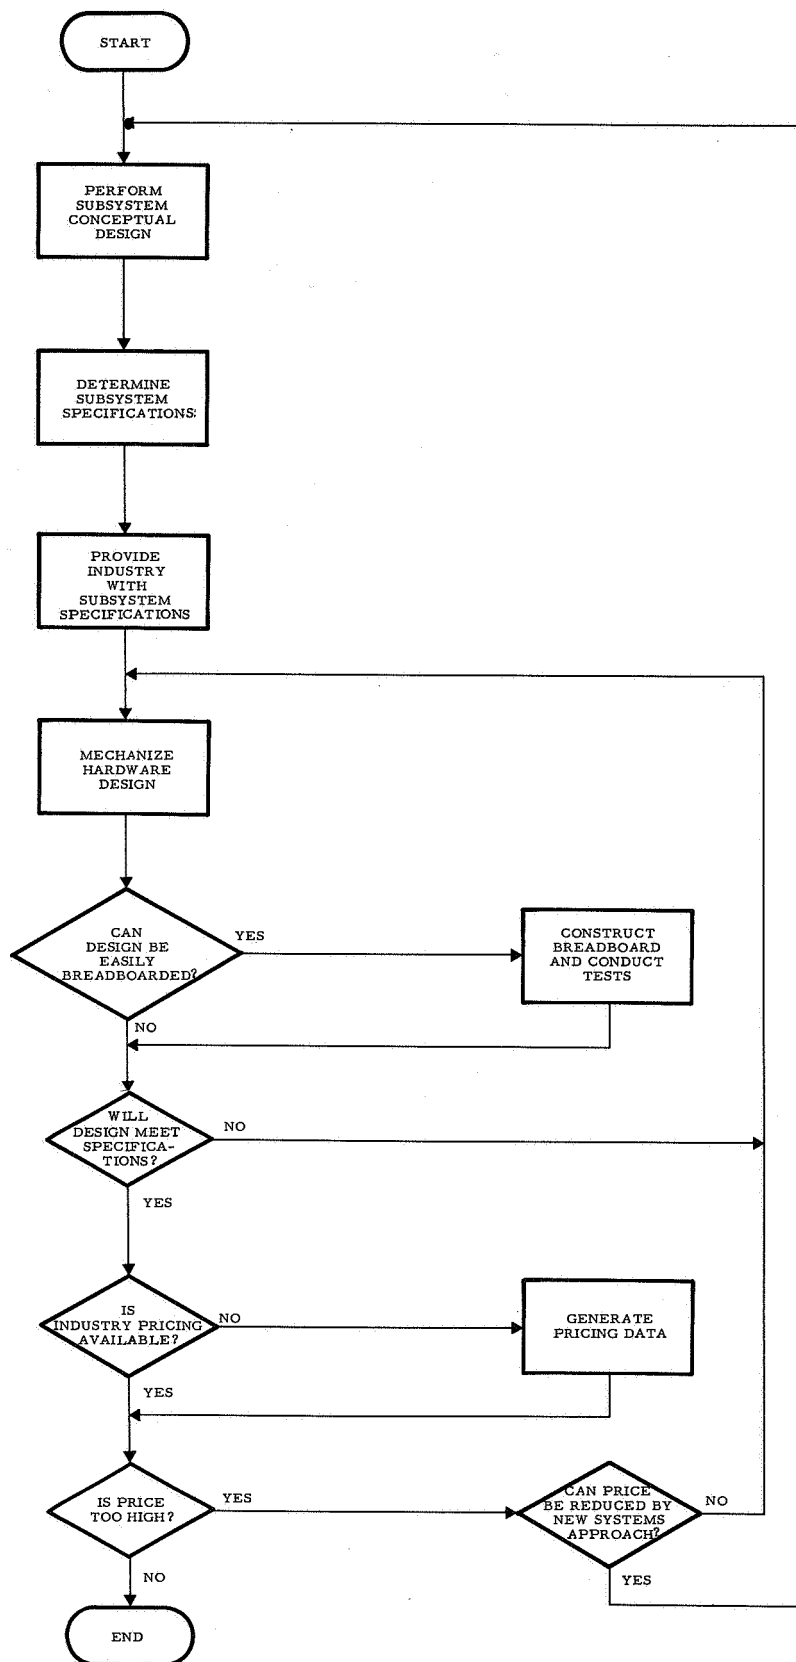 START
PERFORM
SUBSYSTEM
CONCEPTUAL
DESIGN
DETERMINE
SUBSYSTEM
SPECIFICATIONS:
PROVIDE
INDUSTRY
WITH
SUBSYSTEM
SPECIFICATIONS
MECHANIZE
HARDWARE
DESIGN
CAN
DESIGN BE
EASILY
BREADBOARDED?
YES
CONSTRUCT
BREADBOARD
AND CONDUCT
TESTS
NO
WILL
DESIGN MEET
SPECIFICA-
TIONS?
NO
YES
IS
INDUSTRY PRICING
AVAILABLE?
NO
GENERATE
PRICING DATA
YES
IS PRICE
TOO HIGH?
YES
CAN PRICE
BE REDUCED BY
NEW SYSTEMS
APPROACH?
NO
YES
NO
END